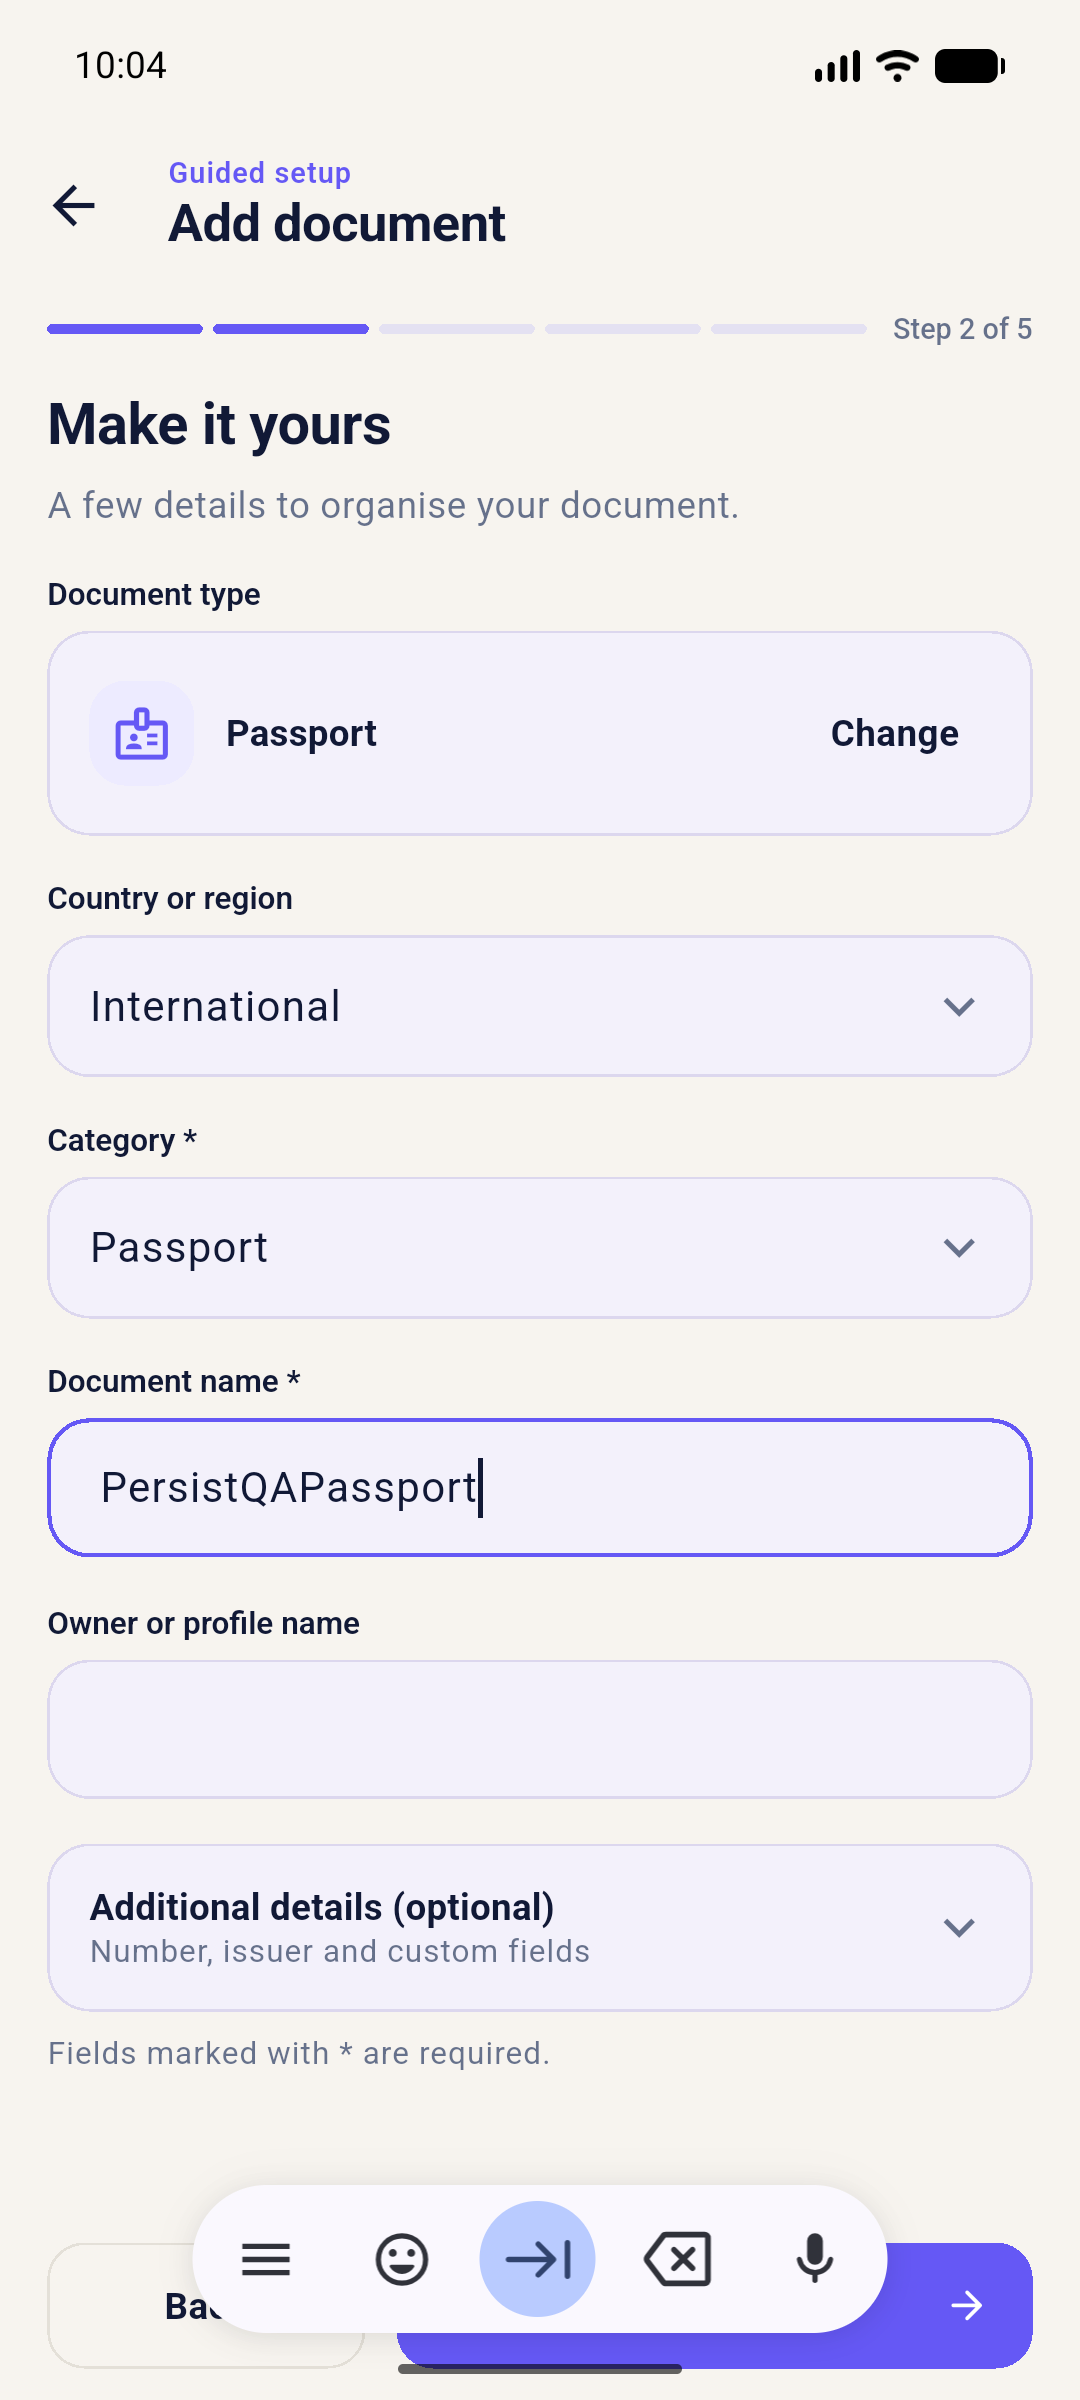 10:04
Guided setup
Add document
Step 2 of 5
Make it yours
A few details to organise your document.
Document type
Passport
Change
Country or region
International
Category *
Passport
Document name *
PersistQAPassport
Owner or profile name
Additional details (optional)
Number, issuer and custom fields
Fields marked with * are required.